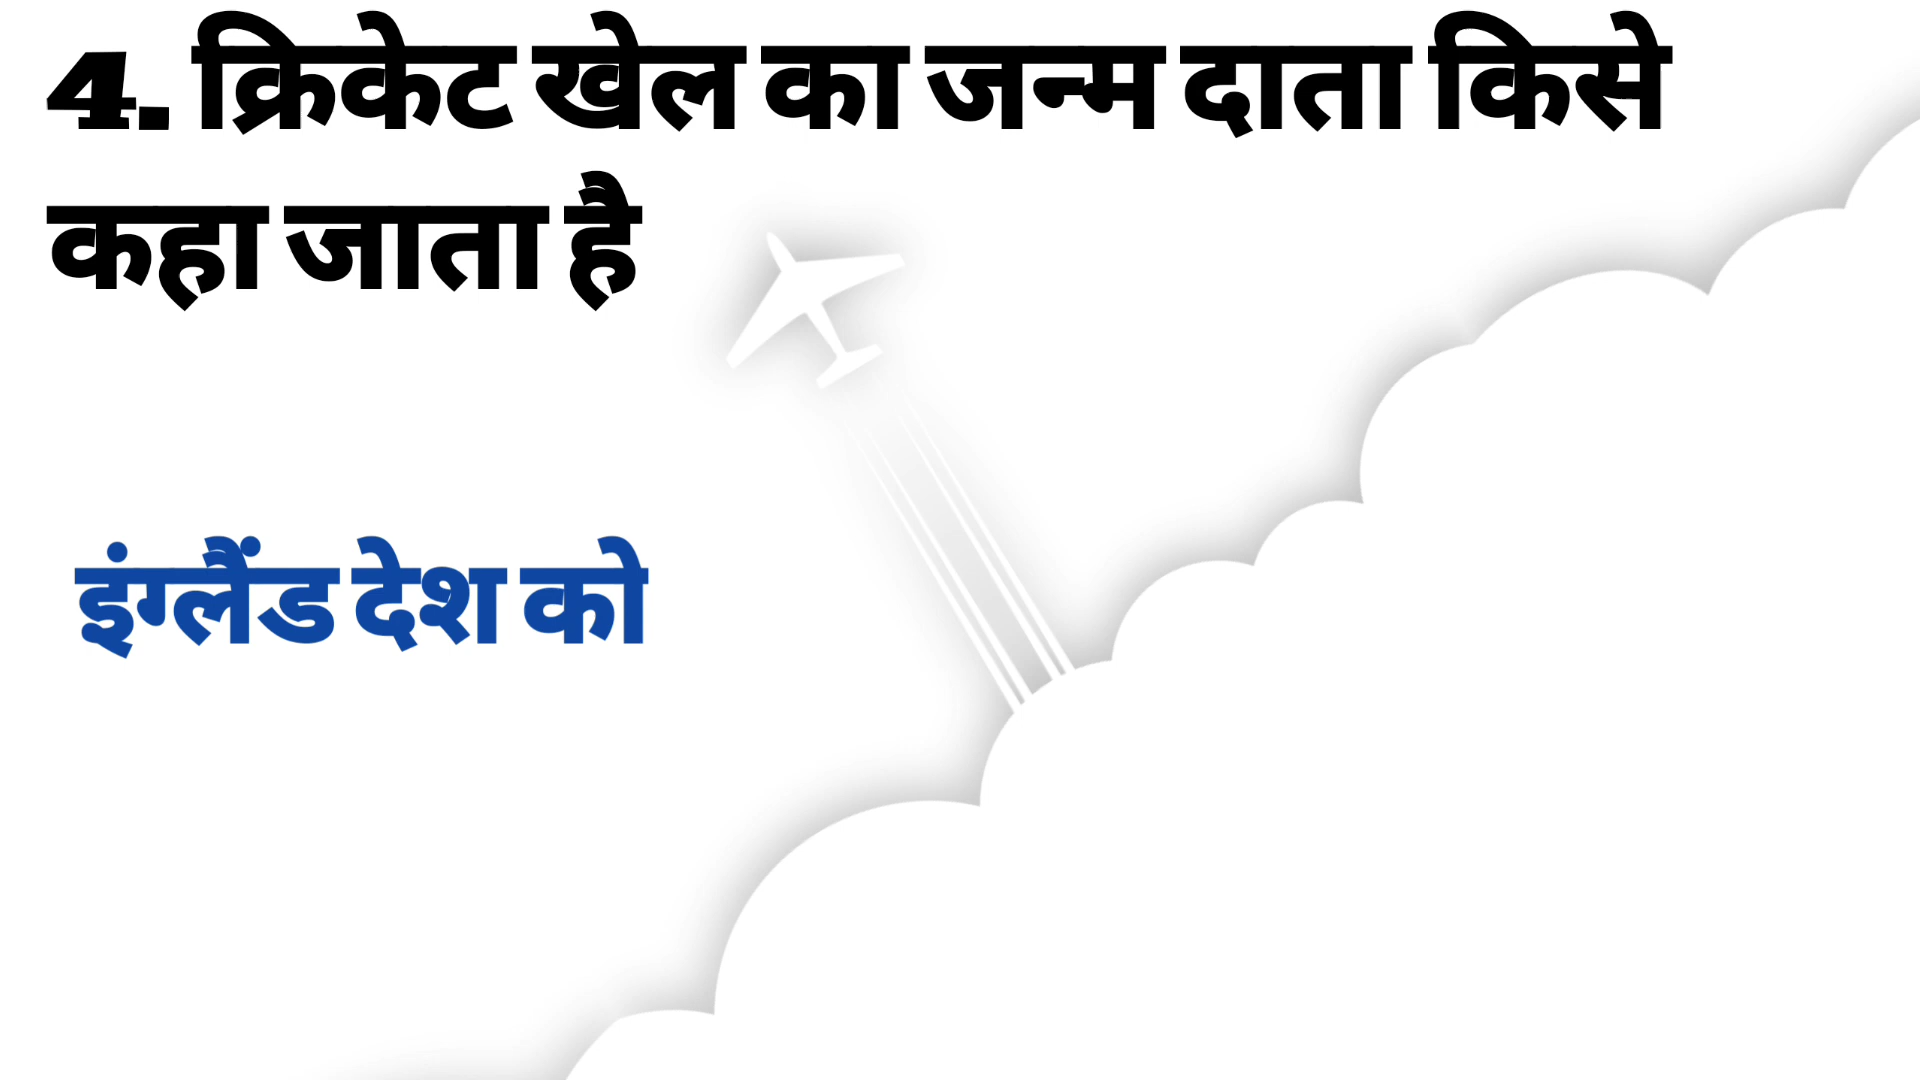 4. क्रिकेट खेल का जन्म दाता किसे
कहा जाता है
इंग्लैंड देश को